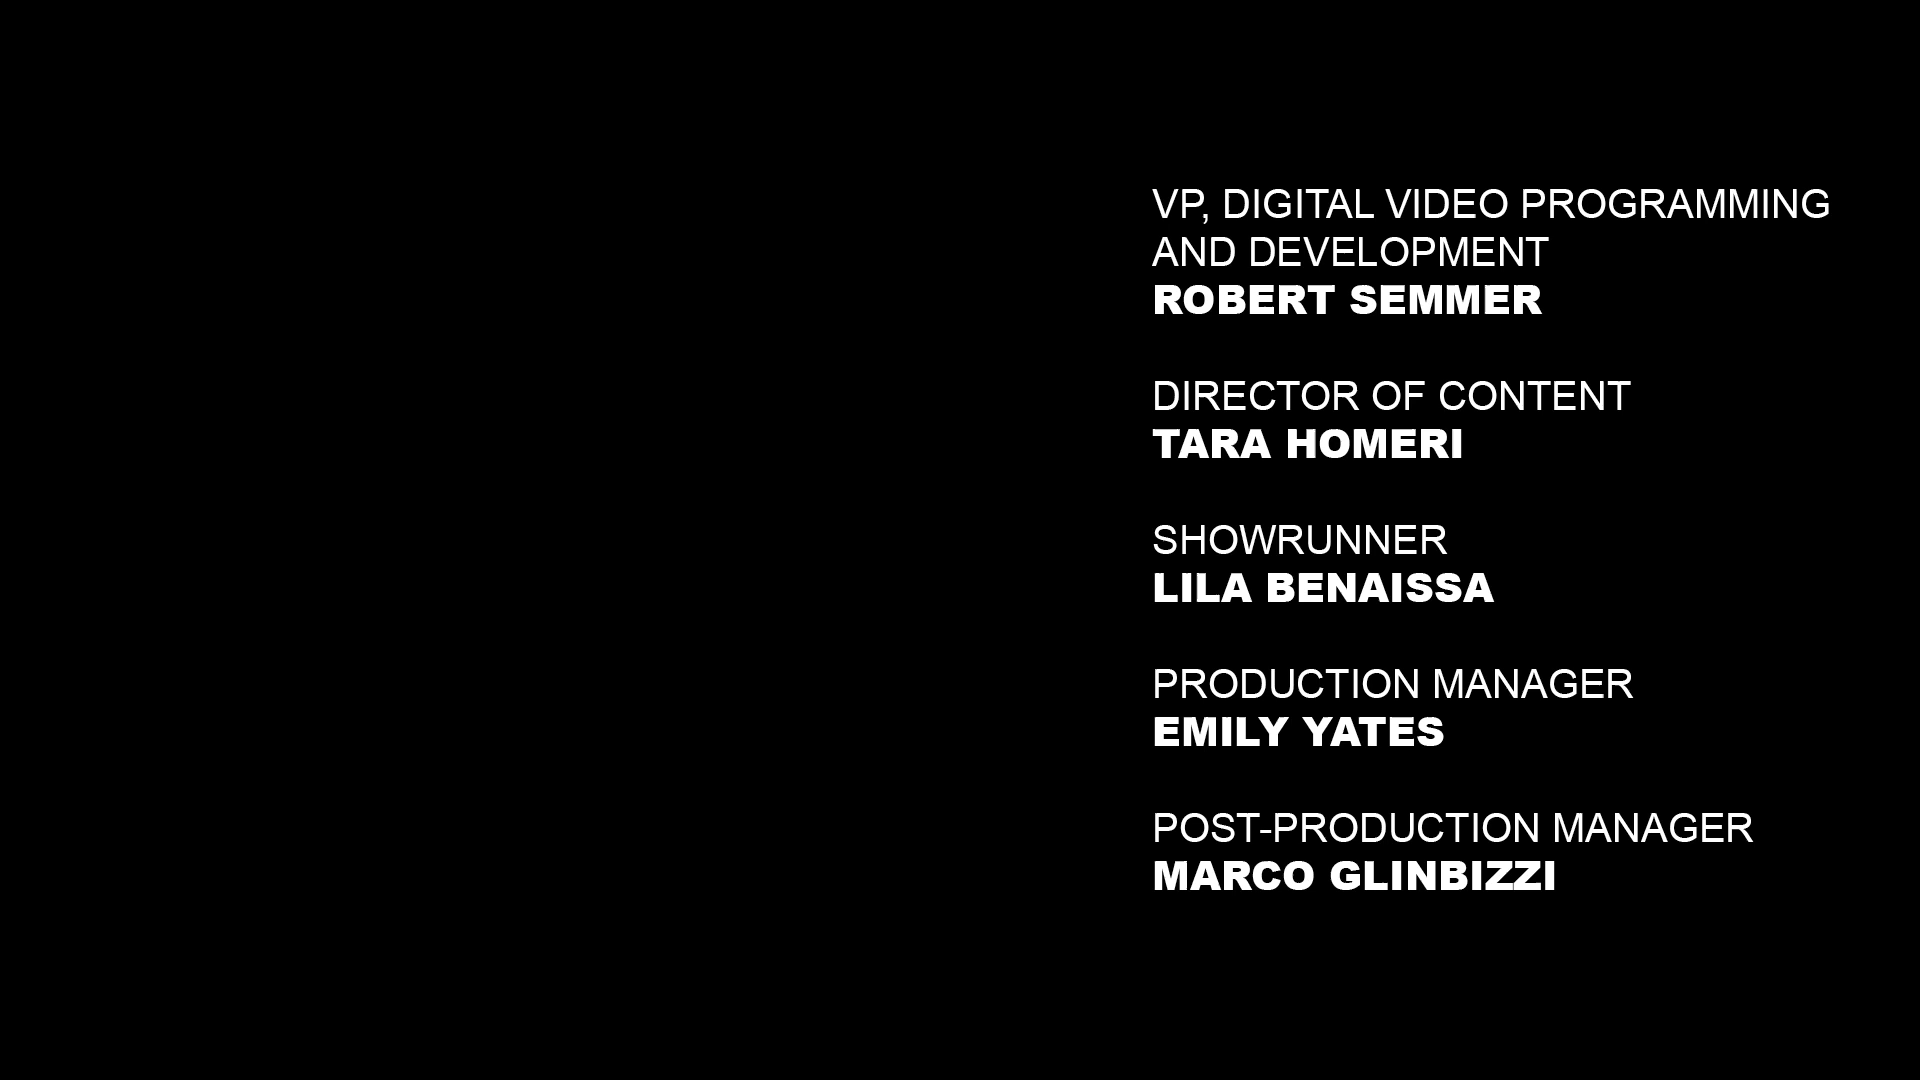 VP, DIGITAL VIDEO PROGRAMMING
AND DEVELOPMENT
ROBERT SEMMER
DIRECTOR OF CONTENT
TARA HOMERI
SHOWRUNNER
LILA BENAISSA
PRODUCTION MANAGER
EMILY YATES
POST-PRODUCTION MANAGER
MARCO GLINBIZZI